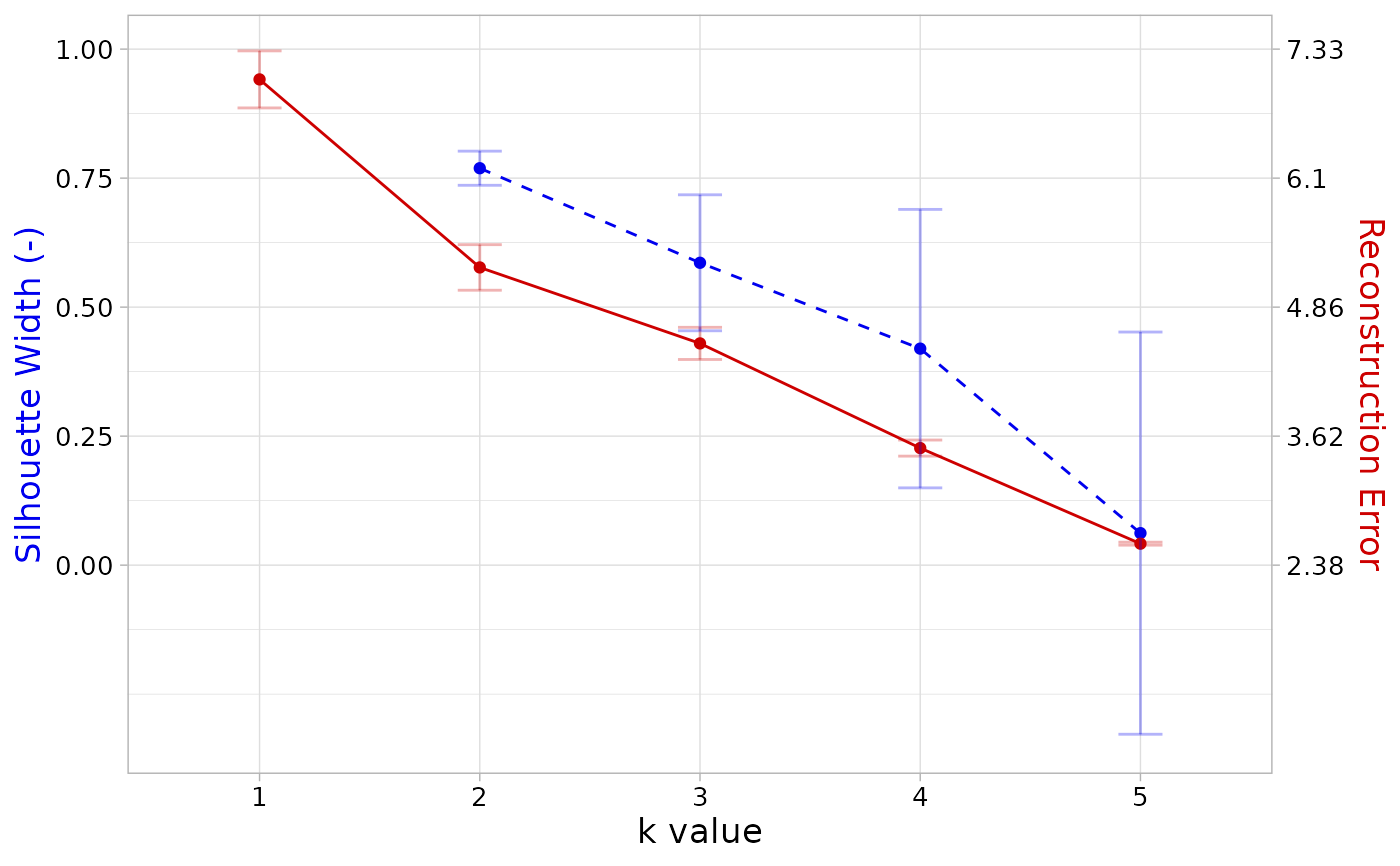 Silhouette Width (-)
1.00
0.75
0.50
0.25
0.00
7.33
6.1
4.86
3.62
2.38
Reconstruction Error
1 2 3 4 5
k value